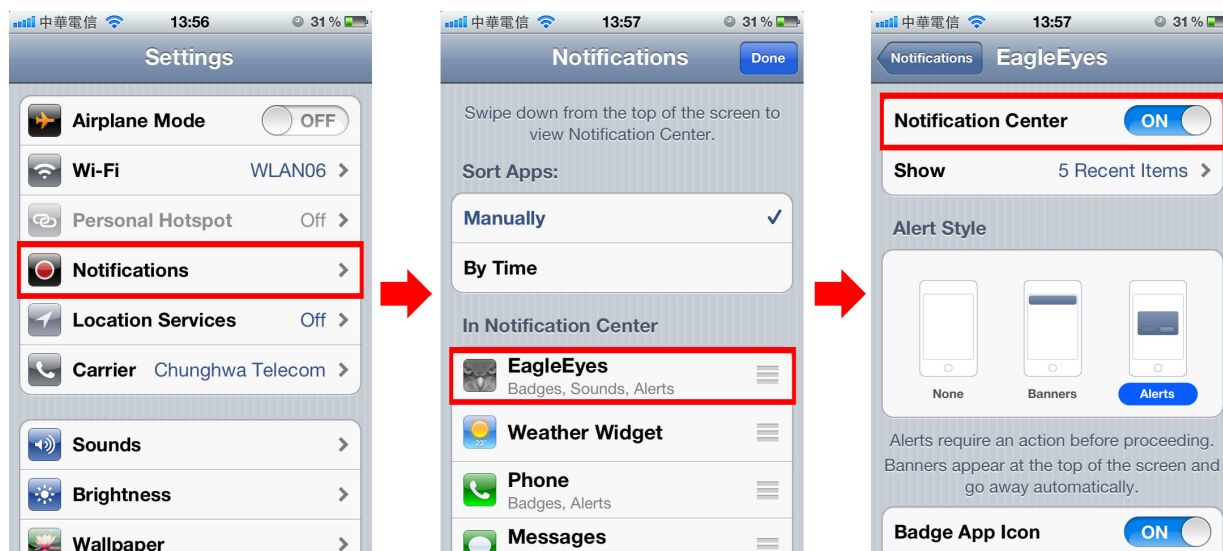 中華電信 13:56 31 %
Settings
Airplane Mode OFF
Wi-Fi WLAN06
Personal Hotspot Off
Notifications
Location Services Off
Carrier Chunghwa Telecom
Sounds
Brightness
Wallpaper
中華電信 13:57 31 %
Notifications Done
Swipe down from the top of the screen to
view Notification Center.
Sort Apps:
Manually
By Time
In Notification Center
EagleEyes
Badges, Sounds, Alerts
23°
Weather Widget
Phone
Badges, Alerts
Messages
中華電信 13:57 31 %
Notifications EagleEyes
Notification Center ON
Show 5 Recent Items
Alert Style
None Banners Alerts
Alerts require an action before proceeding.
Banners appear at the top of the screen and
go away automatically.
Badge App Icon ON